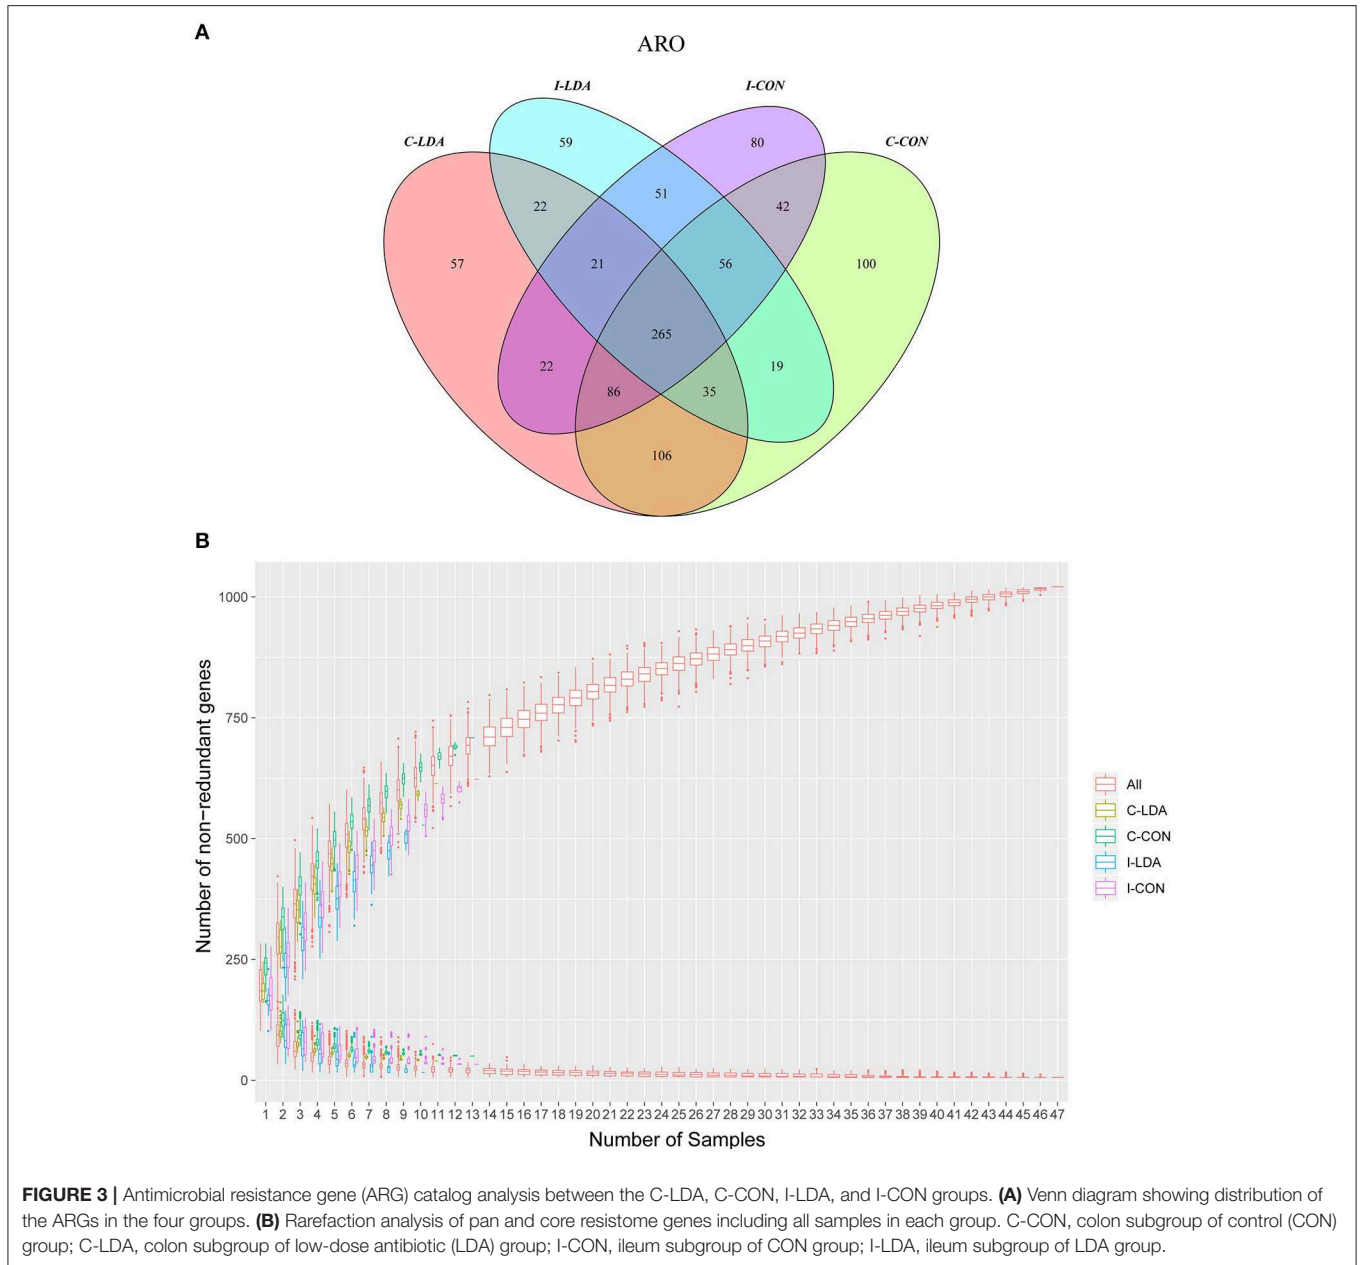 A
ARO
I-LDA I-CON
C-LDA C-CON
59 80
51
22 42
57 21 56 100
265
22 19
86 35
106
B
Number of non-redundant genes
1000
750
500
250
0
1 2 3 4 5 6 7 8 9 10 11 12 13 14 15 16 17 18 19 20 21 22 23 24 25 26 27 28 29 30 31 32 33 34 35 36 37 38 39 40 41 42 43 44 45 46 47
Number of Samples
All
C-LDA
C-CON
I-LDA
I-CON
FIGURE 3 | Antimicrobial resistance gene (ARG) catalog analysis between the C-LDA, C-CON, I-LDA, and I-CON groups. (A) Venn diagram showing distribution of
the ARGs in the four groups. (B) Rarefaction analysis of pan and core resistome genes including all samples in each group. C-CON, colon subgroup of control (CON)
group; C-LDA, colon subgroup of low-dose antibiotic (LDA) group; I-CON, ileum subgroup of CON group; I-LDA, ileum subgroup of LDA group.